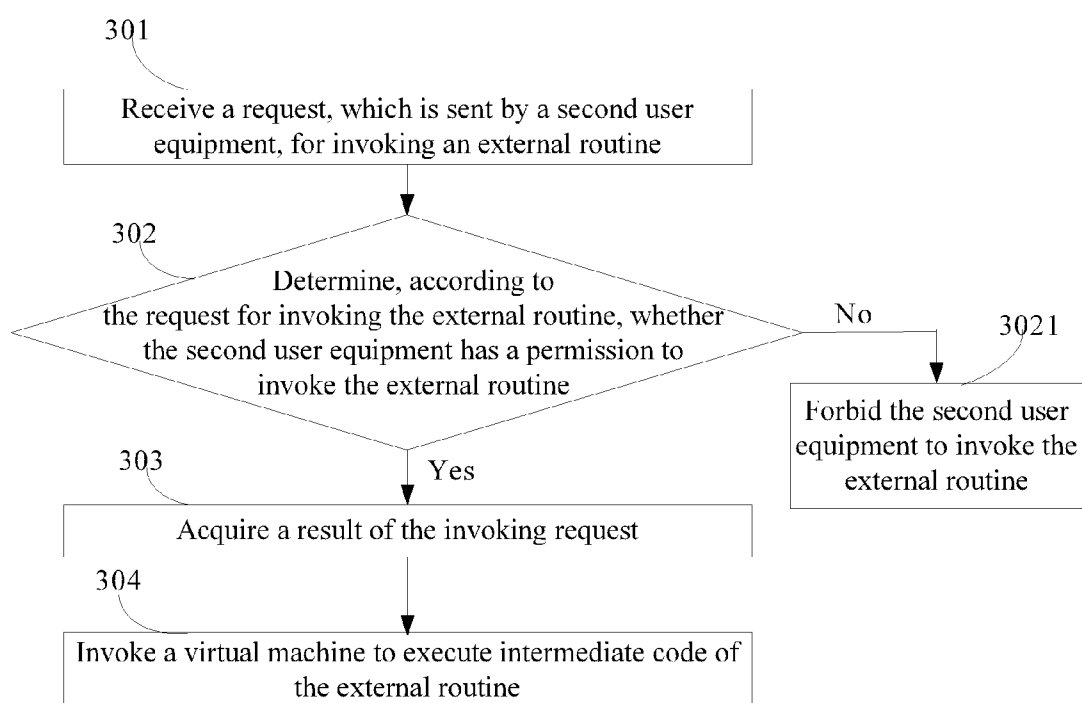 301
Receive a request, which is sent by a second user
equipment, for invoking an external routine
302
Determine, according to
the request for invoking the external routine, whether
the second user equipment has a permission to
invoke the external routine
No
3021
Forbid the second user
equipment to invoke the
external routine
Yes
303
Acquire a result of the invoking request
304
Invoke a virtual machine to execute intermediate code of
the external routine